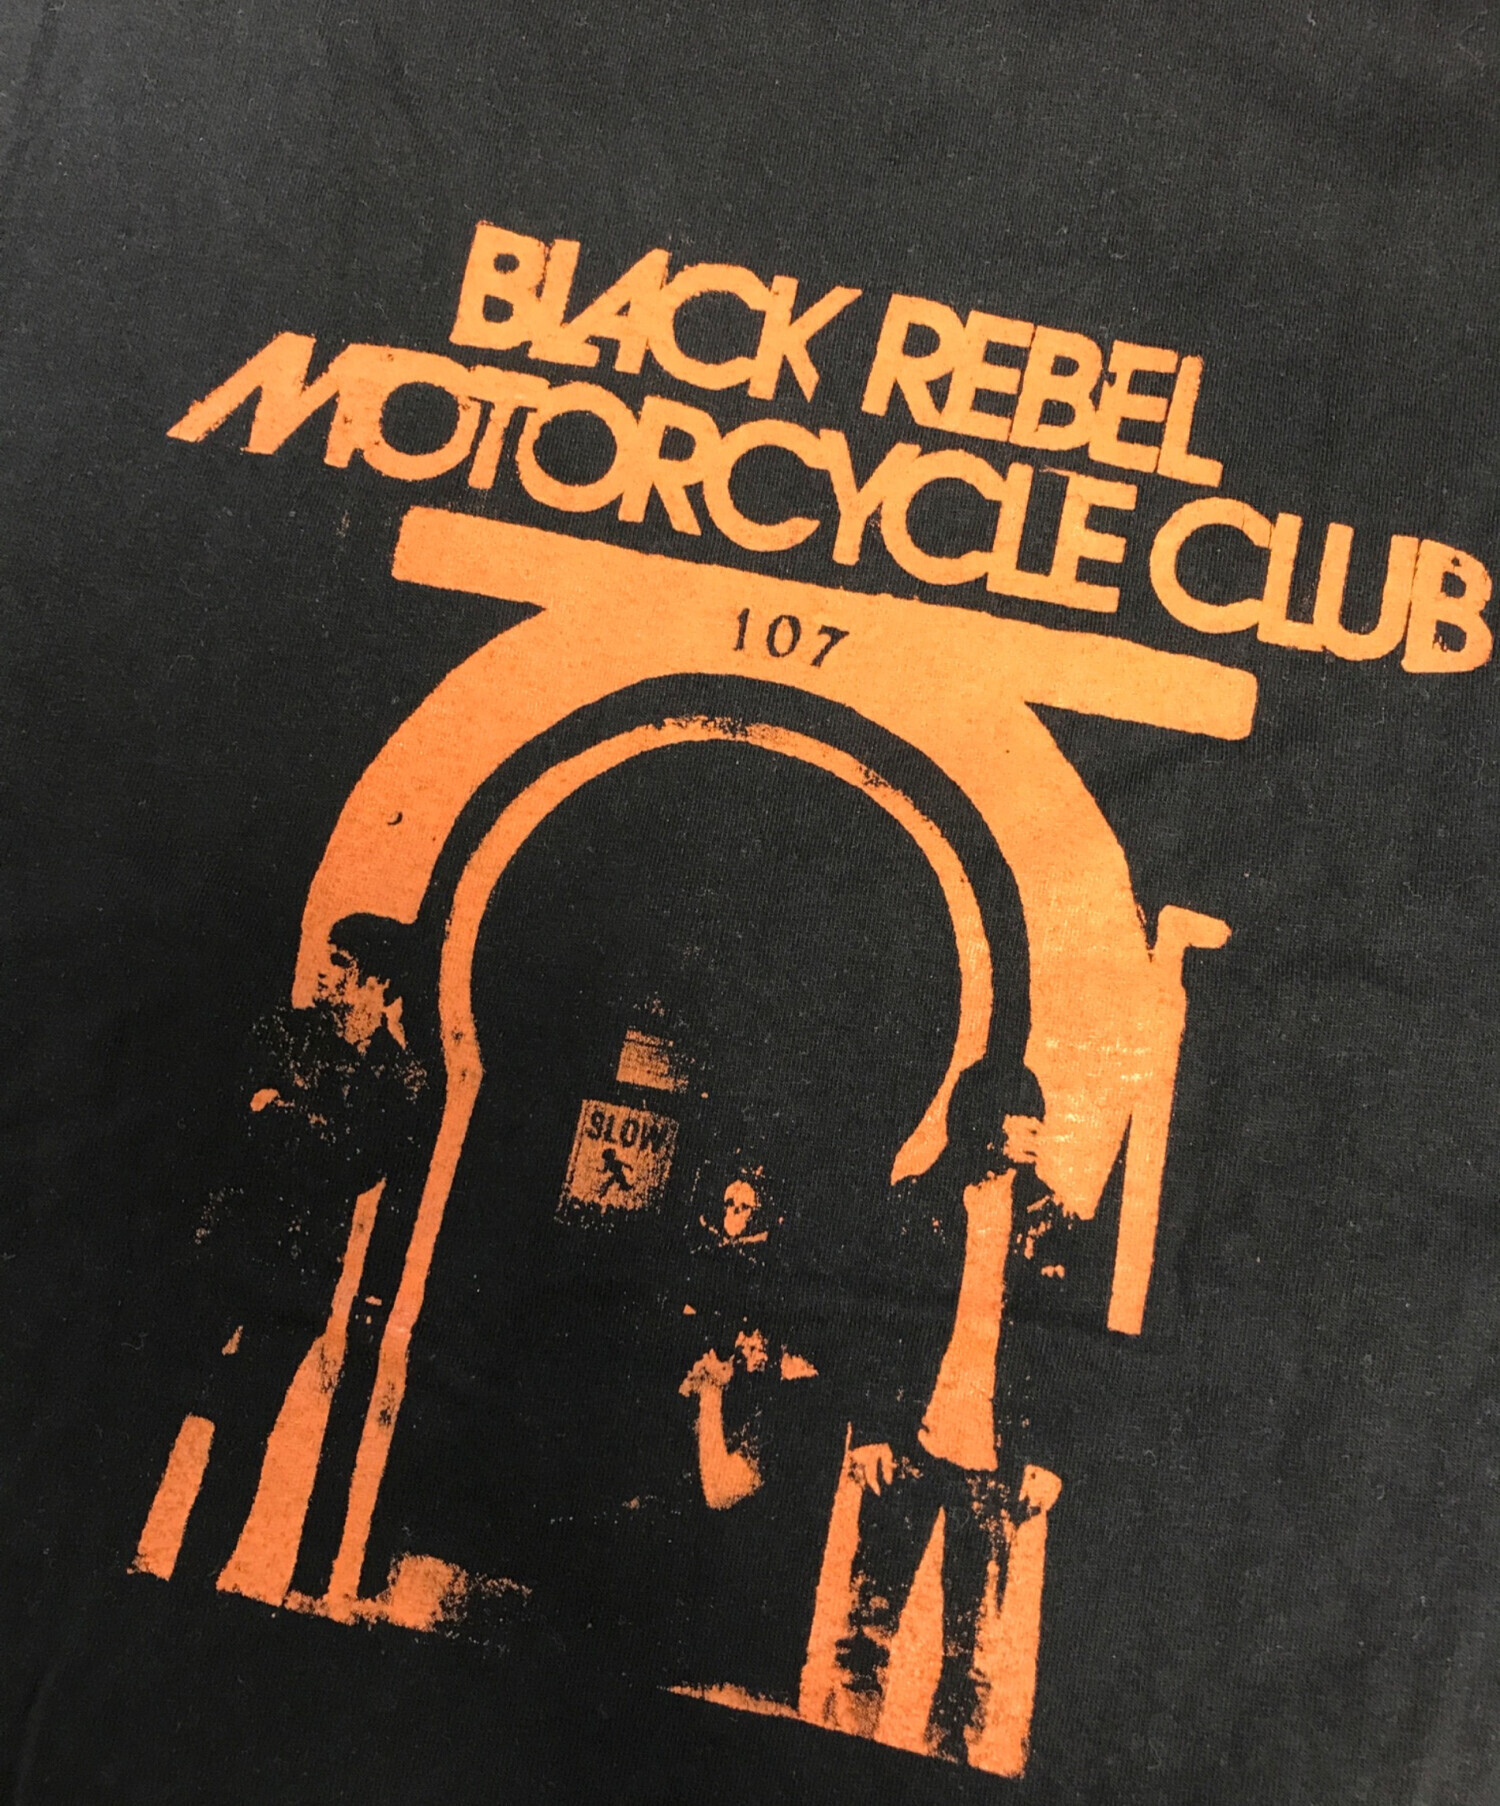 BLACK REBEL
MOTORCYCLE CLUB
107
SLOW